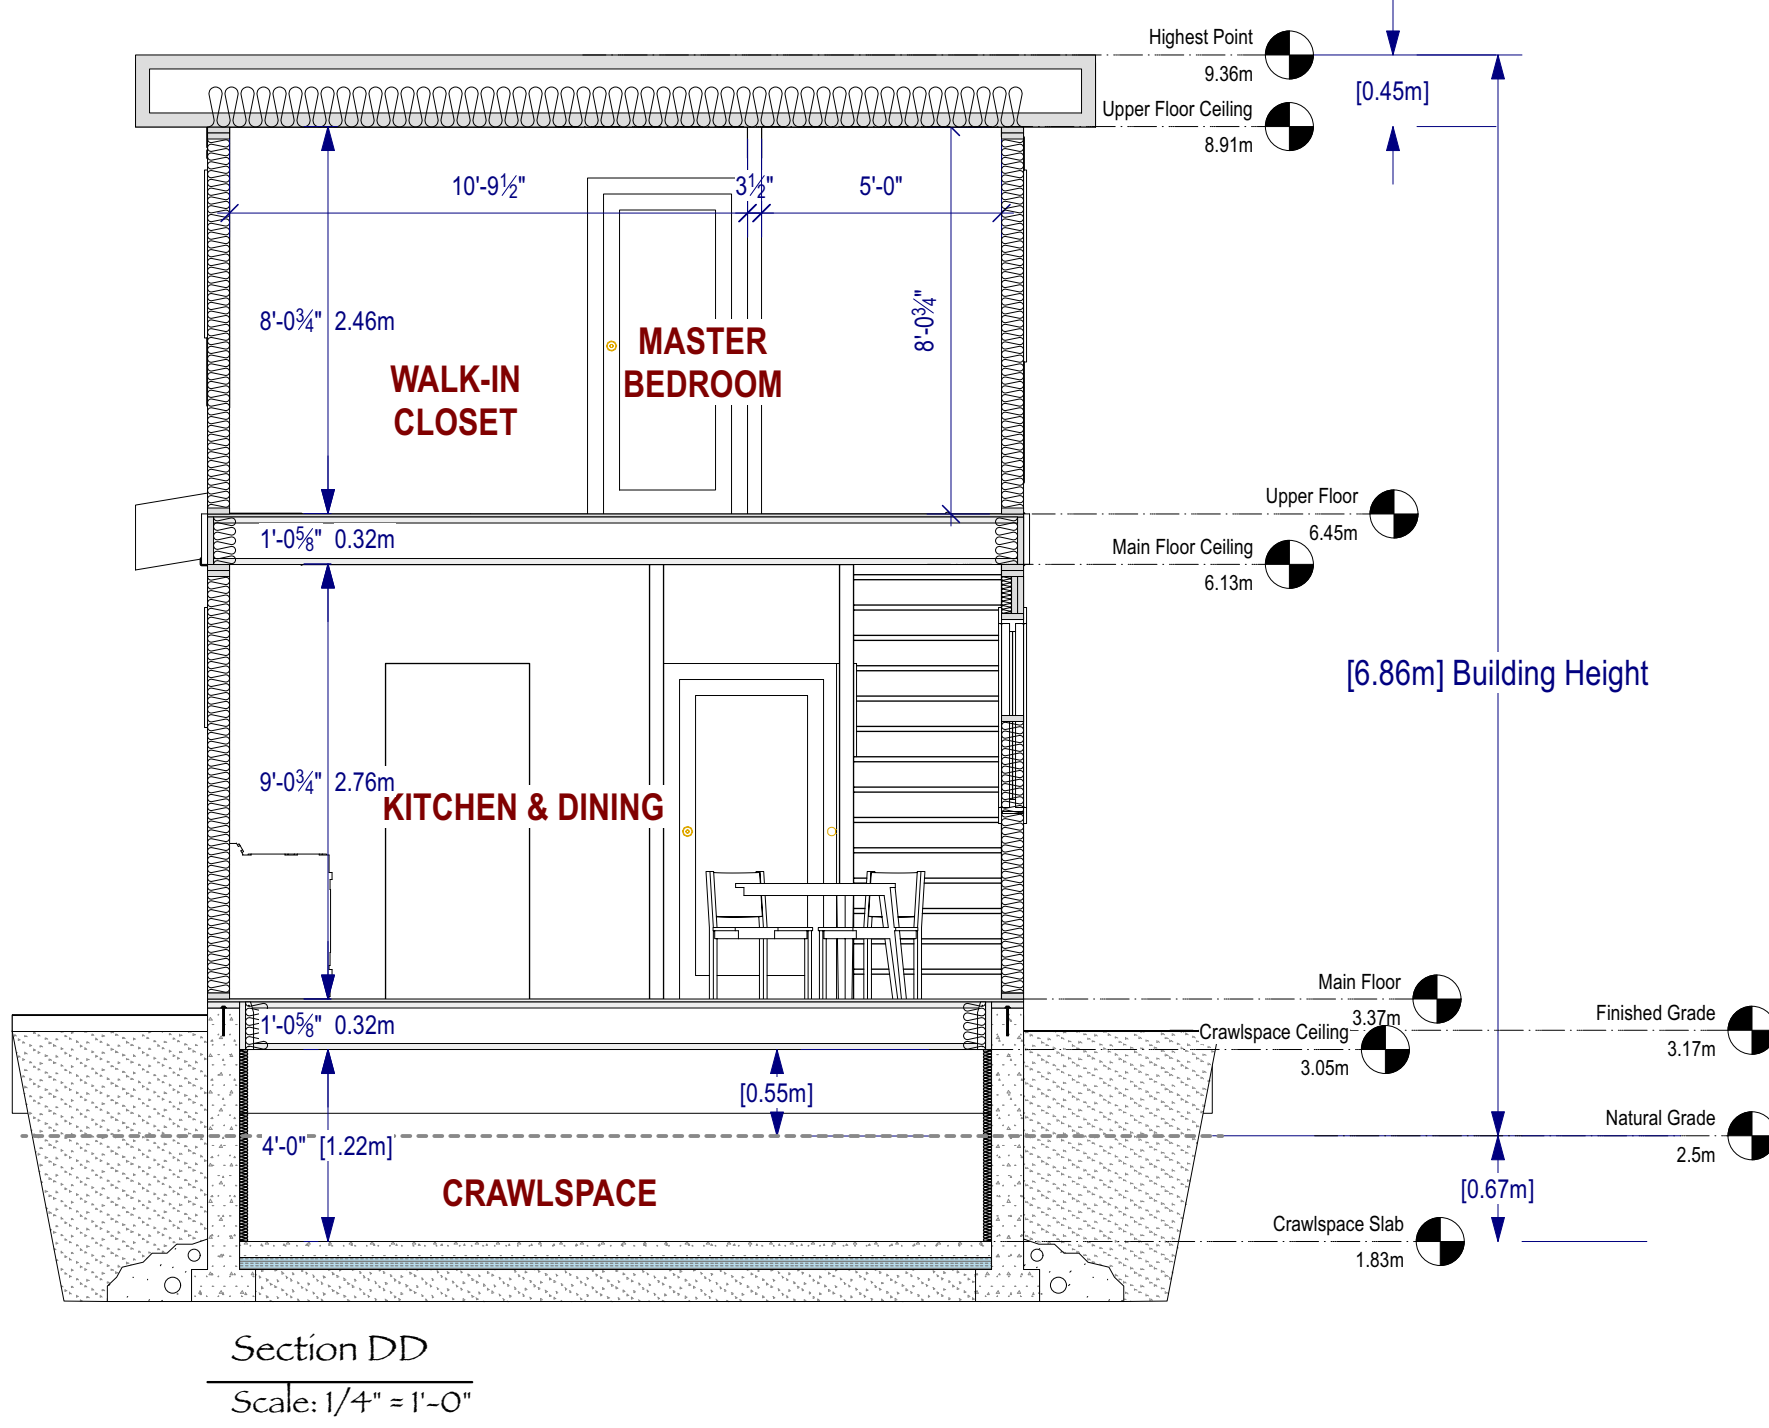 Highest Point
9.36m
[0.45m]
Upper Floor Ceiling
8.91m
10'-9½"
3½"
5'-0"
8'-0¾" 2.46m
8'-0¾"
MASTER
BEDROOM
WALK-IN
CLOSET
Upper Floor
6.45m
1'-0⅝" 0.32m
Main Floor Ceiling
6.13m
[6.86m] Building Height
9'-0¾" 2.76m
KITCHEN & DINING
Main Floor
3.37m
Finished Grade
3.17m
1'-0⅝" 0.32m
Crawlspace Ceiling
3.05m
[0.55m]
Natural Grade
2.5m
4'-0" [1.22m]
CRAWLSPACE
[0.67m]
Crawlspace Slab
1.83m
Section DD
Scale: 1/4" = 1'-0"